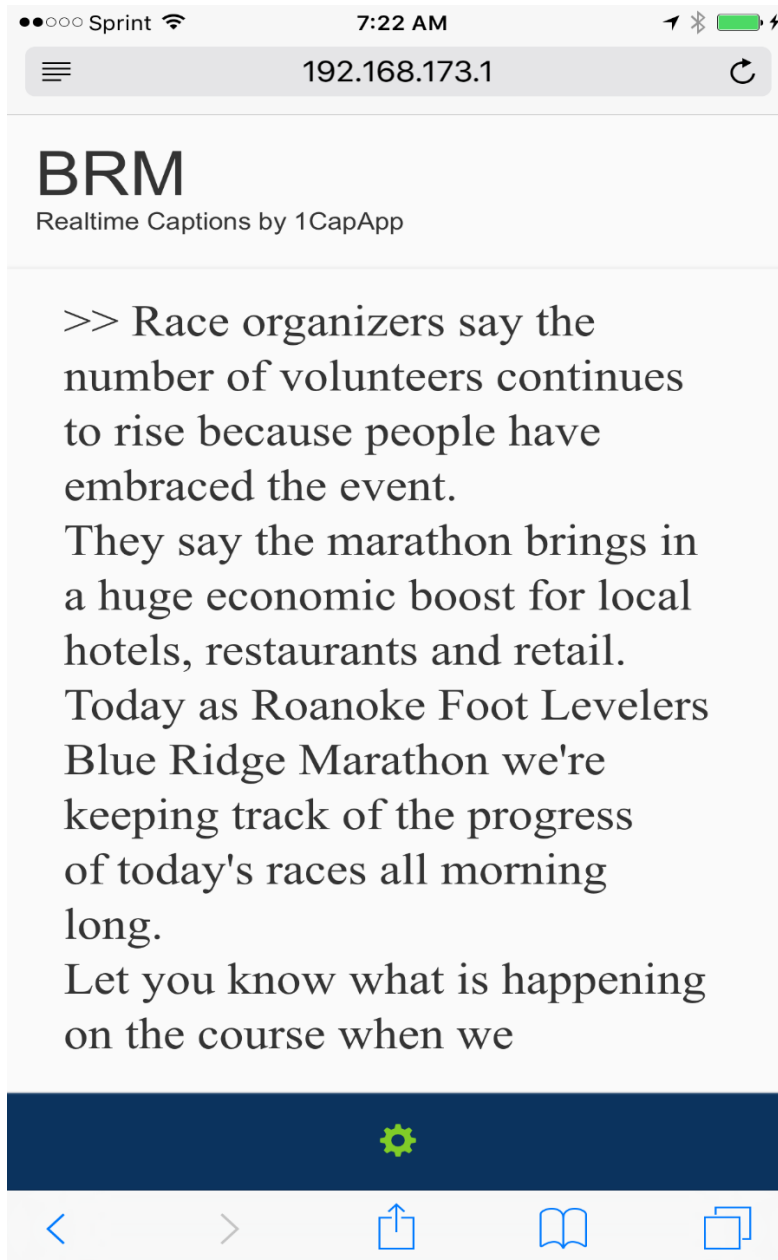 Sprint 7:22 AM
192.168.173.1
BRM
Realtime Captions by 1CapApp
>> Race organizers say the
number of volunteers continues
to rise because people have
embraced the event.
They say the marathon brings in
a huge economic boost for local
hotels, restaurants and retail.
Today as Roanoke Foot Levelers
Blue Ridge Marathon we're
keeping track of the progress
of today's races all morning
long.
Let you know what is happening
on the course when we